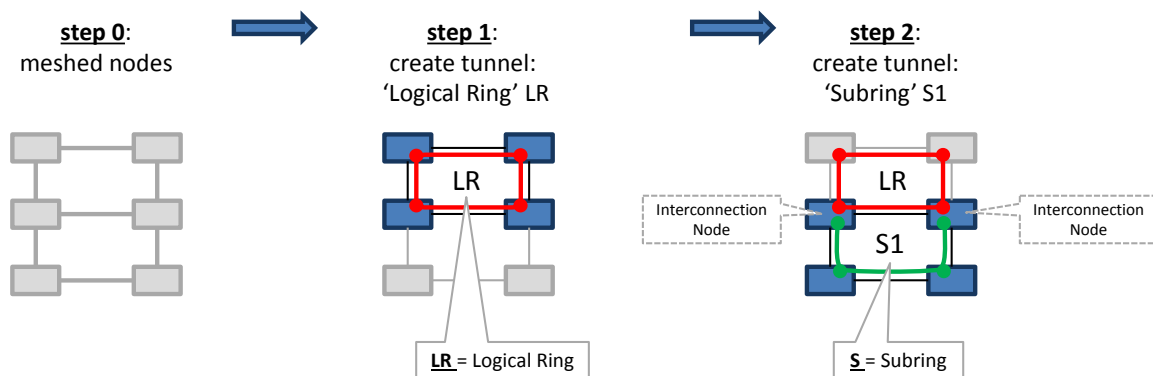 step 0:
meshed nodes
step 1:
create tunnel:
‘Logical Ring’ LR
step 2:
create tunnel:
‘Subring’ S1
LR
LR = Logical Ring
LR
Interconnection
Node
Interconnection
Node
S1
S = Subring